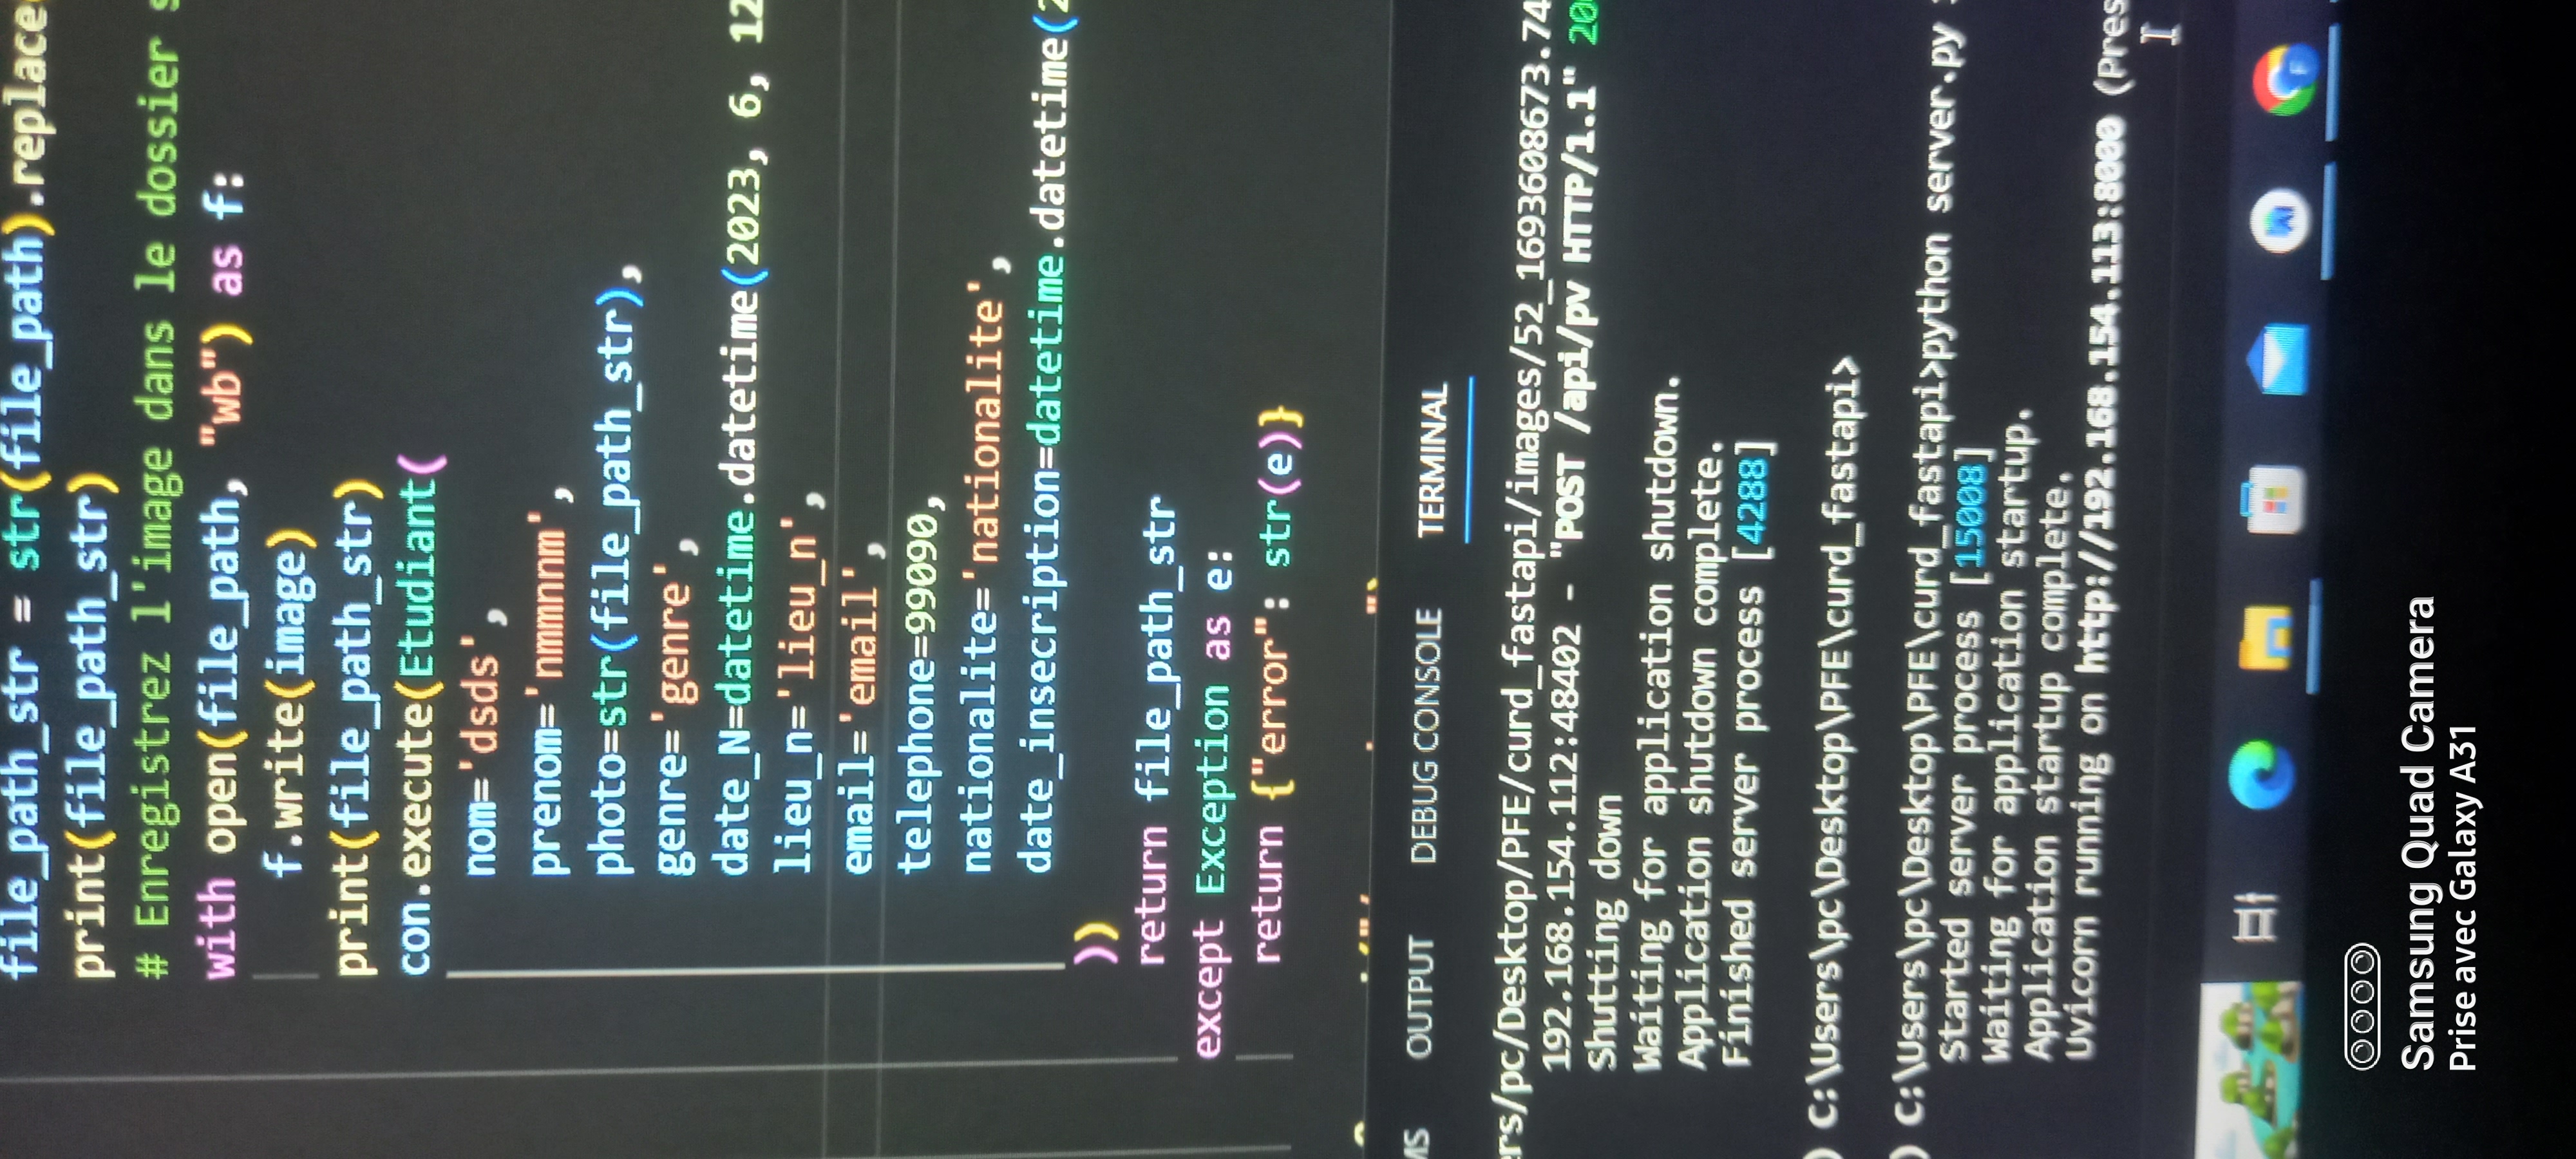 file_path_str = str(file_path).replace(
print(file_path_str)
# Enregistrez l'image dans le dossier s
with open(file_path, "wb") as f:
f.write(image)
print(file_path_str)
con.execute(Etudiant(
nom='dsds',
prenom='nmmnnm',
photo=str(file_path_str),
genre='genre',
date_N=datetime.datetime(2023, 6, 12
lieu_n='lieu_n',
email='email',
telephone=99090,
nationalite='nationalite',
date_insecription=datetime.datetime(2
))
return file_path_str
except Exception as e:
return {"error": str(e)}
MS OUTPUT DEBUG CONSOLE TERMINAL
ers/pc/Desktop/PFE/curd_fastapi/images/52_1693608673.74
192.168.154.112:48402 - "POST /api/pv HTTP/1.1" 20
Shutting down
Waiting for application shutdown.
Application shutdown complete.
Finished server process [4288]
) C:\Users\pc\Desktop\PFE\curd_fastapi>
) C:\Users\pc\Desktop\PFE\curd_fastapi>python server.py
Started server process [15008]
Waiting for application startup.
Application startup complete.
Uvicorn running on http://192.168.154.113:8000 (Pres
Samsung Quad Camera
Prise avec Galaxy A31